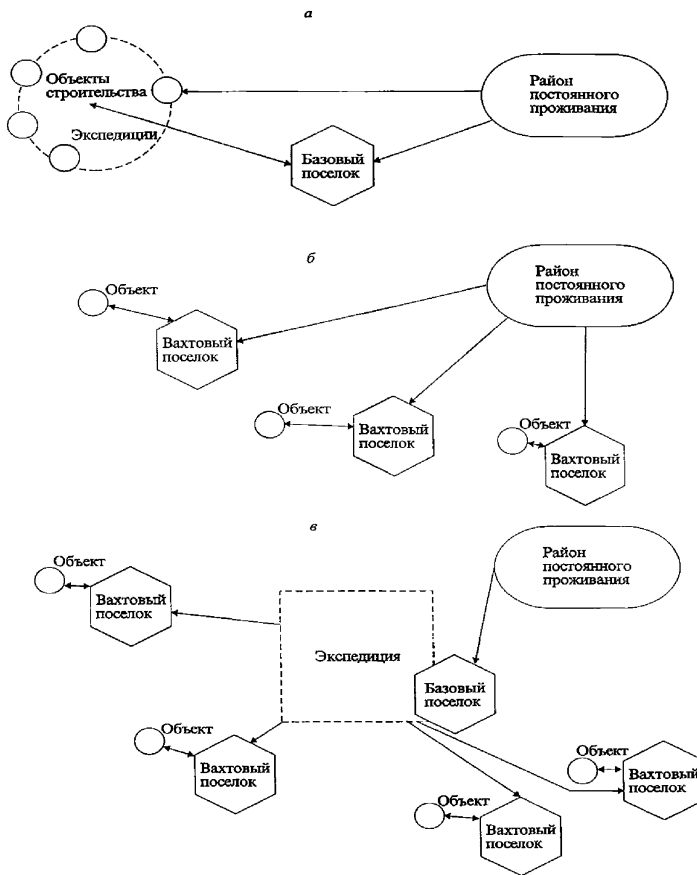 а
Объекты
строительства
Экспедиции
Район
постоянного
проживания
Базовый
поселок
б
Район
постоянного
проживания
Объект
Вахтовый
поселок
Объект
Вахтовый
поселок
Объект
Вахтовый
поселок
в
Район
постоянного
проживания
Объект
Вахтовый
поселок
Экспедиция
Базовый
поселок
Объект
Вахтовый
поселок
Объект
Вахтовый
поселок
Объект
Вахтовый
поселок